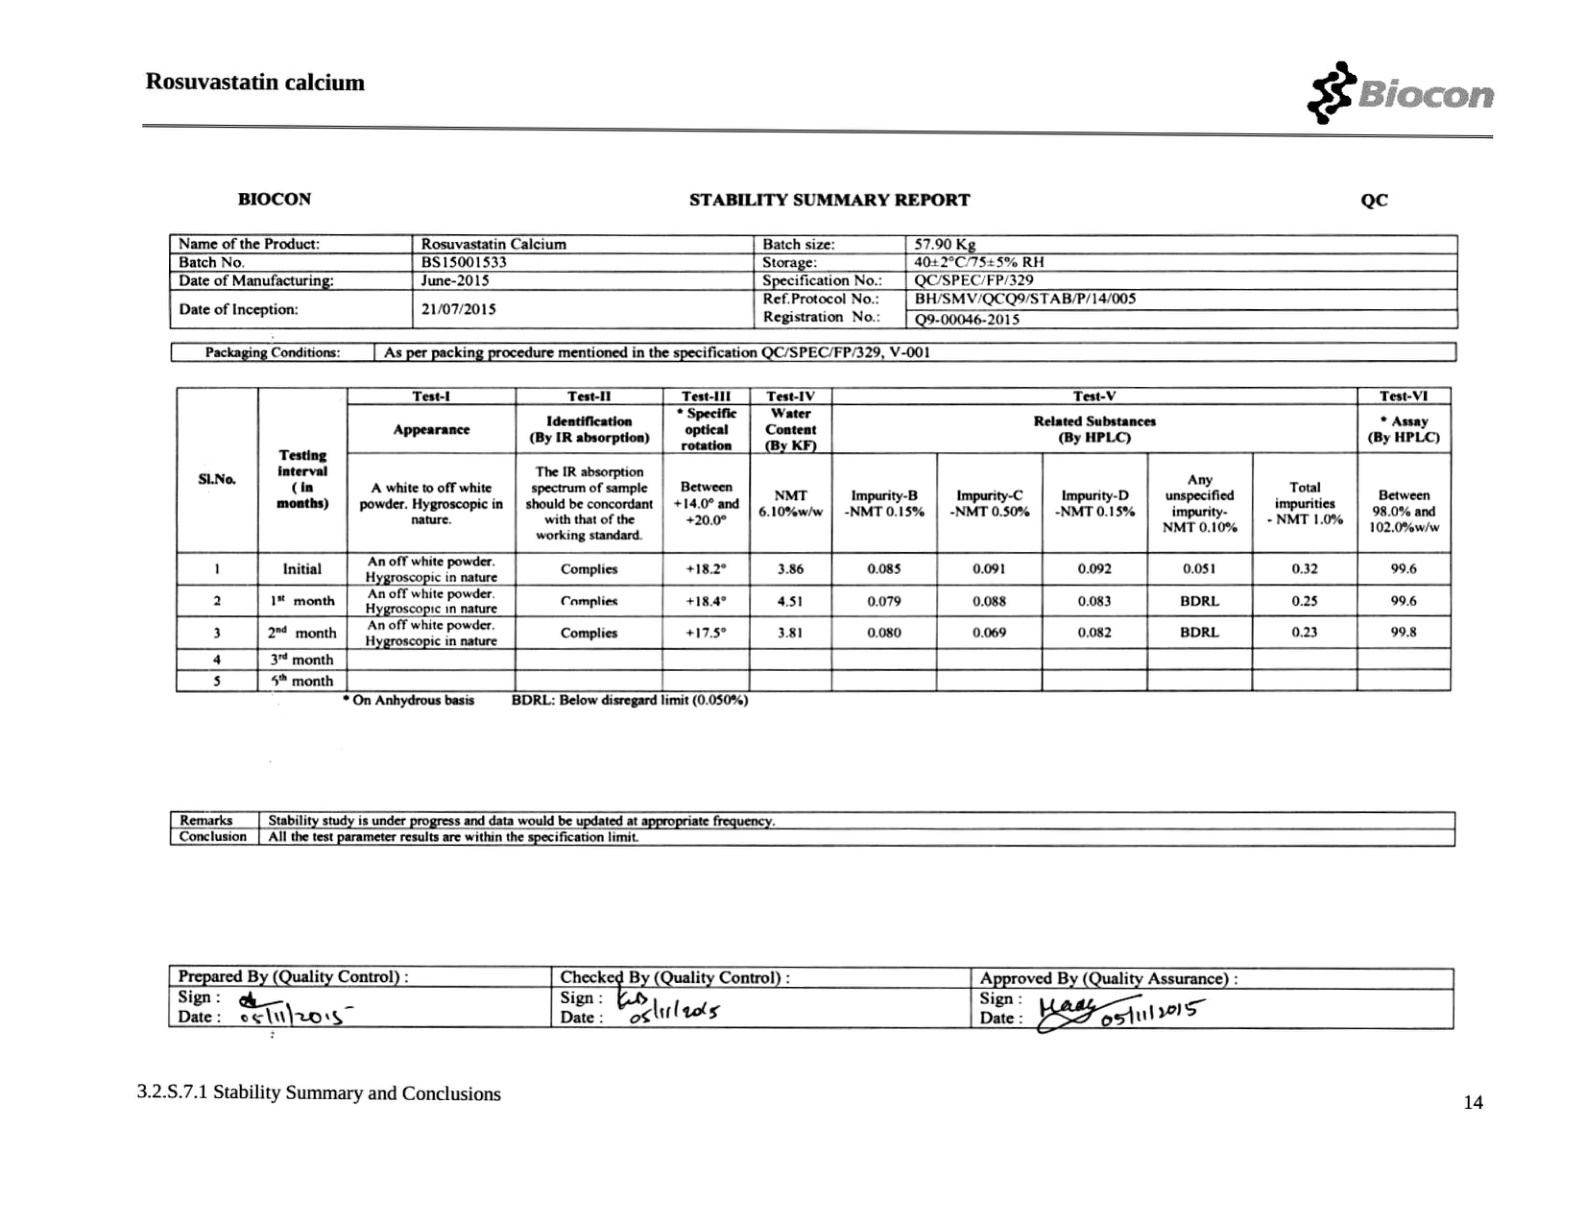 Rosuvastatin calcium
Biocon
BIOCON STABILITY SUMMARY REPORT QC
Name of the Product: Rosuvastatin Calcium Batch size: 57.90 Kg
Batch No. BS15001533 Storage: 40±2°C/75±5% RH
Date of Manufacturing: June-2015 Specification No.: QC/SPEC/FP/329
Date of Inception: 21/07/2015 Ref.Protocol No.: BH/SMV/QCQ9/STAB/P/14/005
Registration No.: Q9-00046-2015
Packaging Conditions: As per packing procedure mentioned in the specification QC/SPEC/FP/329, V-001
Sl.No.
Testing
interval
( in
months)
Test-I Test-II Test-III Test-IV Test-V Test-VI
Appearance
Identification
(By IR absorption)
* Specific
optical
rotation
Water
Content
(By KF)
Related Substances
(By HPLC)
* Assay
(By HPLC)
A white to off white
powder. Hygroscopic in
nature.
The IR absorption
spectrum of sample
should be concordant
with that of the
working standard.
Between
+14.0° and
+20.0°
NMT
6.10%w/w
Impurity-B
-NMT 0.15%
Impurity-C
-NMT 0.50%
Impurity-D
-NMT 0.15%
Any
unspecified
impurity-
NMT 0.10%
Total
impurities
- NMT 1.0%
Between
98.0% and
102.0%w/w
1 Initial An off white powder. Hygroscopic in nature Complies +18.2° 3.86 0.085 0.091 0.092 0.051 0.32 99.6
2 1st month An off white powder. Hygroscopic in nature Complies +18.4° 4.51 0.079 0.088 0.083 BDRL 0.25 99.6
3 2nd month An off white powder. Hygroscopic in nature Complies +17.5° 3.81 0.080 0.069 0.082 BDRL 0.23 99.8
4 3rd month
5 5th month
* On Anhydrous basis BDRL: Below disregard limit (0.050%)
Remarks Stability study is under progress and data would be updated at appropriate frequency.
Conclusion All the test parameter results are within the specification limit.
Prepared By (Quality Control) : Checked By (Quality Control) : Approved By (Quality Assurance) :
Sign : Sign : Sign :
Date : 05/11/2015 Date : 05/11/2015 Date : 05/11/2015
3.2.S.7.1 Stability Summary and Conclusions
14